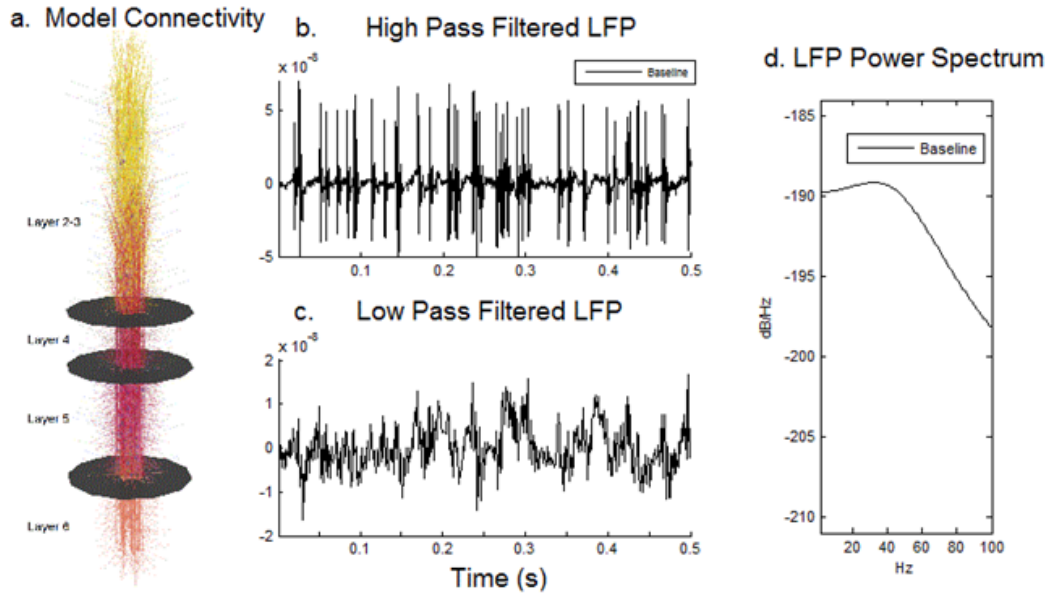 a. Model Connectivity
Layer 2-3
Layer 4
Layer 5
Layer 6
b. High Pass Filtered LFP
x 10⁻⁸
Baseline
5
0
-5
0.1 0.2 0.3 0.4 0.5
c. Low Pass Filtered LFP
x 10⁻⁸
2
1
0
-1
-2
0.1 0.2 0.3 0.4 0.5
Time (s)
d. LFP Power Spectrum
Baseline
-185
-190
-195
-200
-205
-210
dB/Hz
20 40 60 80 100
Hz